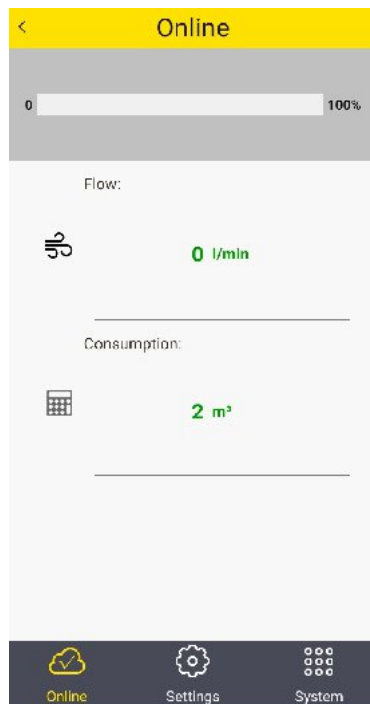 Online
0 100%
Flow:
0 l/min
Consumption:
2 m³
Online Settings System